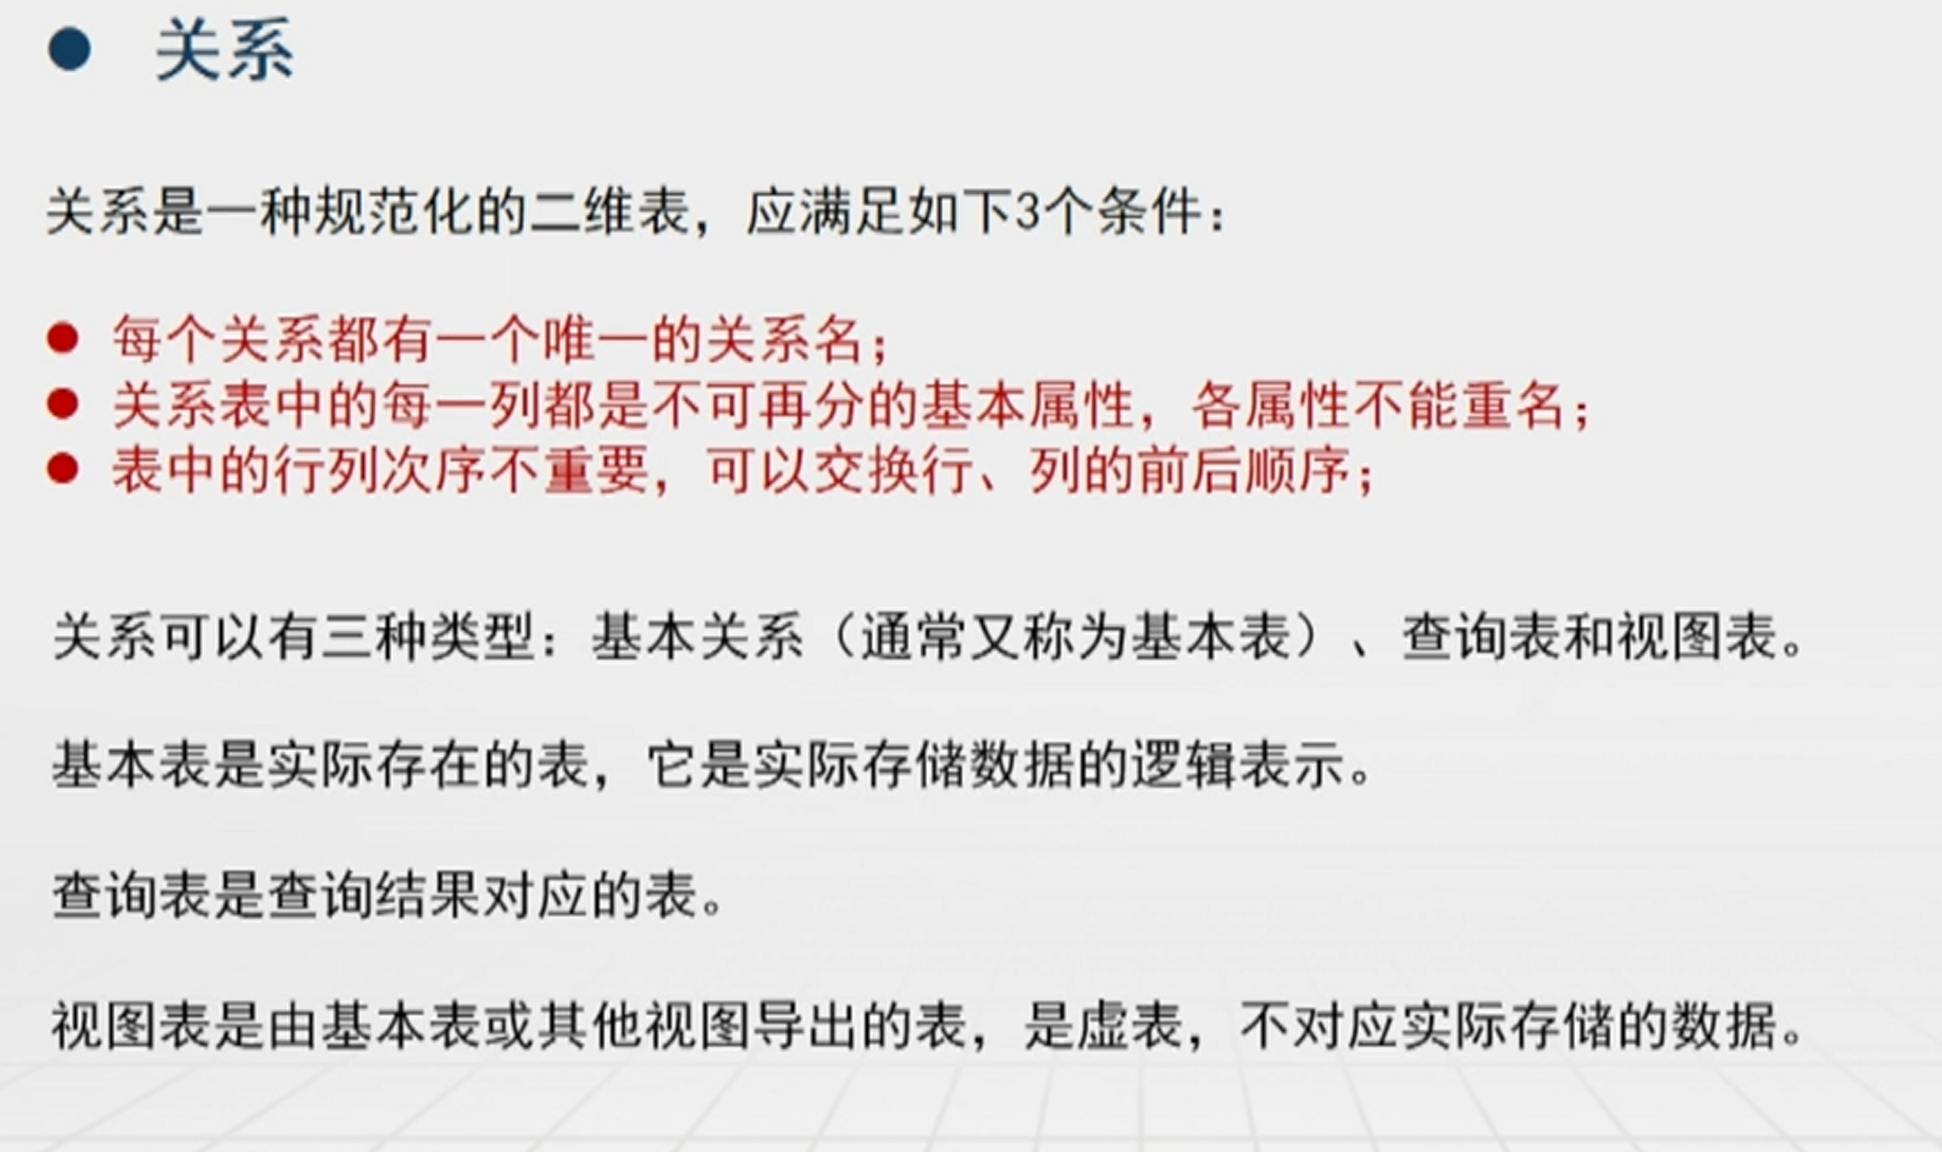 ● 关系
关系是一种规范化的二维表，应满足如下3个条件：
● 每个关系都有一个唯一的关系名；
● 关系表中的每一列都是不可再分的基本属性，各属性不能重名；
● 表中的行列次序不重要，可以交换行、列的前后顺序；
关系可以有三种类型：基本关系（通常又称为基本表）、查询表和视图表。
基本表是实际存在的表，它是实际存储数据的逻辑表示。
查询表是查询结果对应的表。
视图表是由基本表或其他视图导出的表，是虚表，不对应实际存储的数据。